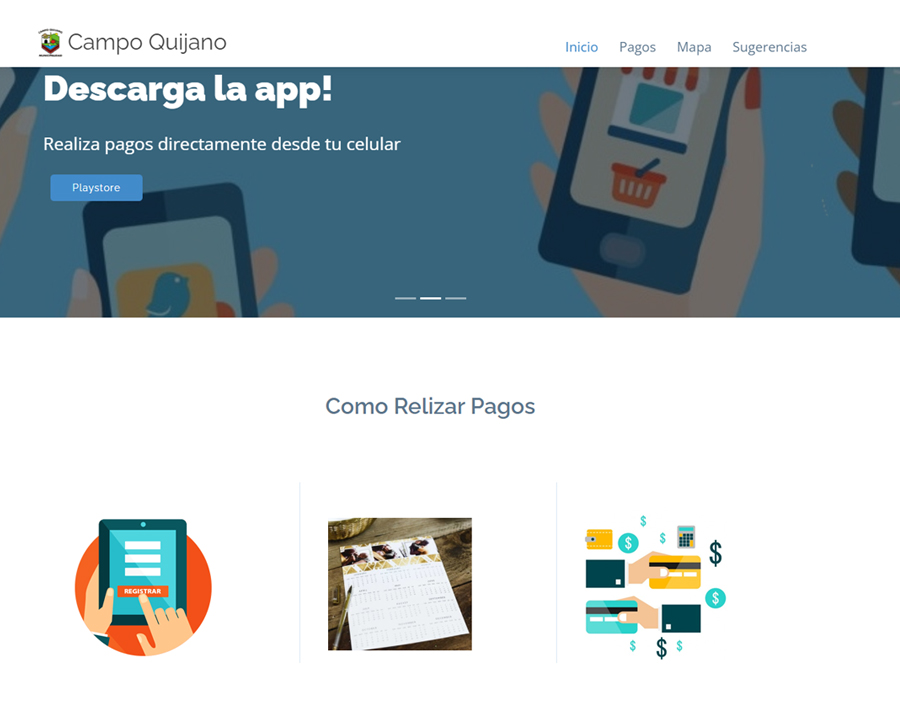 Campo Quijano
Inicio Pagos Mapa Sugerencias
Descarga la app!
Realiza pagos directamente desde tu celular
Playstore
Como Relizar Pagos
REGISTRAR
$ $ $ $ $ $ $ $